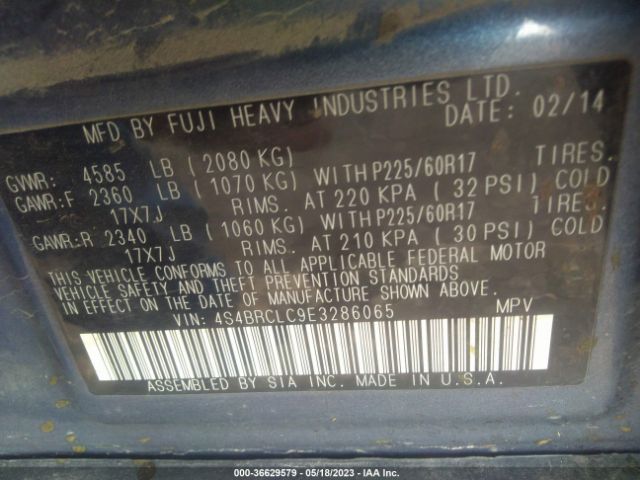 MFD BY FUJI HEAVY INDUSTRIES LTD.
DATE: 02/14
GVWR: 4585 LB ( 2080 KG)
GAWR:F 2360 LB ( 1070 KG) WITH P225/60R17 TIRES.
17X7J RIMS. AT 220 KPA ( 32 PSI) COLD
GAWR:R 2340 LB ( 1060 KG) WITH P225/60R17 TIRES.
17X7J RIMS. AT 210 KPA ( 30 PSI) COLD
THIS VEHICLE CONFORMS TO ALL APPLICABLE FEDERAL MOTOR
VEHICLE SAFETY AND THEFT PREVENTION STANDARDS
IN EFFECT ON THE DATE OF MANUFACTURE SHOWN ABOVE.
VIN: 4S4BRCLC9E3286065 MPV
ASSEMBLED BY SIA INC. MADE IN U.S.A.
000-36629579 — 05/18/2023 — IAA Inc.